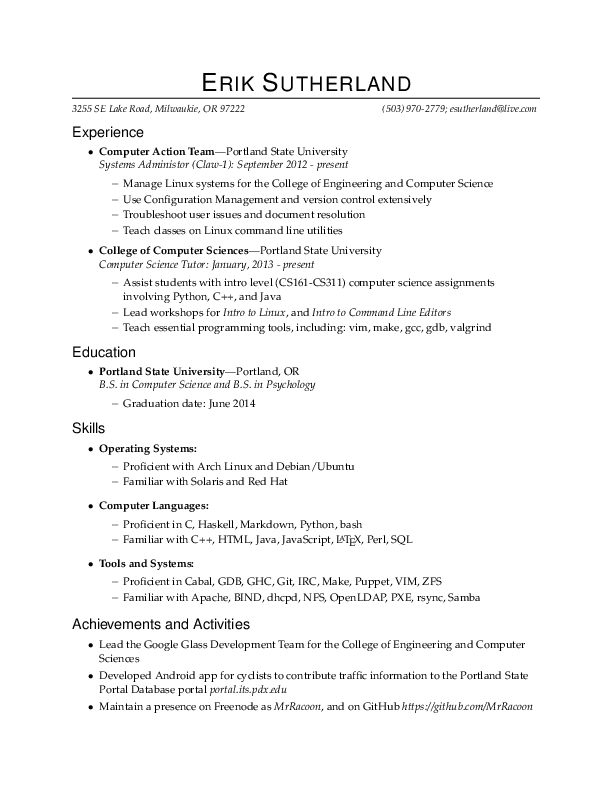 ERIK SUTHERLAND
3255 SE Lake Road, Milwaukie, OR 97222 (503) 970-2779; esutherland@live.com
Experience
• Computer Action Team—Portland State University
Systems Administor (Claw-1): September 2012 - present
– Manage Linux systems for the College of Engineering and Computer Science
– Use Configuration Management and version control extensively
– Troubleshoot user issues and document resolution
– Teach classes on Linux command line utilities
• College of Computer Sciences—Portland State University
Computer Science Tutor: January, 2013 - present
– Assist students with intro level (CS161-CS311) computer science assignments
involving Python, C++, and Java
– Lead workshops for Intro to Linux, and Intro to Command Line Editors
– Teach essential programming tools, including: vim, make, gcc, gdb, valgrind
Education
• Portland State University—Portland, OR
B.S. in Computer Science and B.S. in Psychology
– Graduation date: June 2014
Skills
• Operating Systems:
– Proficient with Arch Linux and Debian/Ubuntu
– Familiar with Solaris and Red Hat
• Computer Languages:
– Proficient in C, Haskell, Markdown, Python, bash
– Familiar with C++, HTML, Java, JavaScript, LATEX, Perl, SQL
• Tools and Systems:
– Proficient in Cabal, GDB, GHC, Git, IRC, Make, Puppet, VIM, ZFS
– Familiar with Apache, BIND, dhcpd, NFS, OpenLDAP, PXE, rsync, Samba
Achievements and Activities
• Lead the Google Glass Development Team for the College of Engineering and Computer
Sciences
• Developed Android app for cyclists to contribute traffic information to the Portland State
Portal Database portal portal.its.pdx.edu
• Maintain a presence on Freenode as MrRacoon, and on GitHub https://github.com/MrRacoon